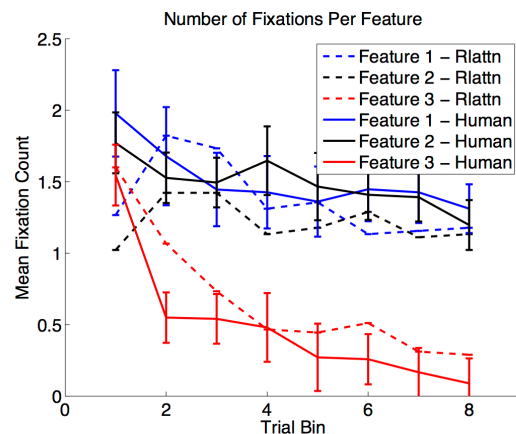 Number of Fixations Per Feature
2.5
2
1.5
1
0.5
0
Mean Fixation Count
Feature 1 – Rlattn
Feature 2 – Rlattn
Feature 3 – Rlattn
Feature 1 – Human
Feature 2 – Human
Feature 3 – Human
0 2 4 6 8
Trial Bin